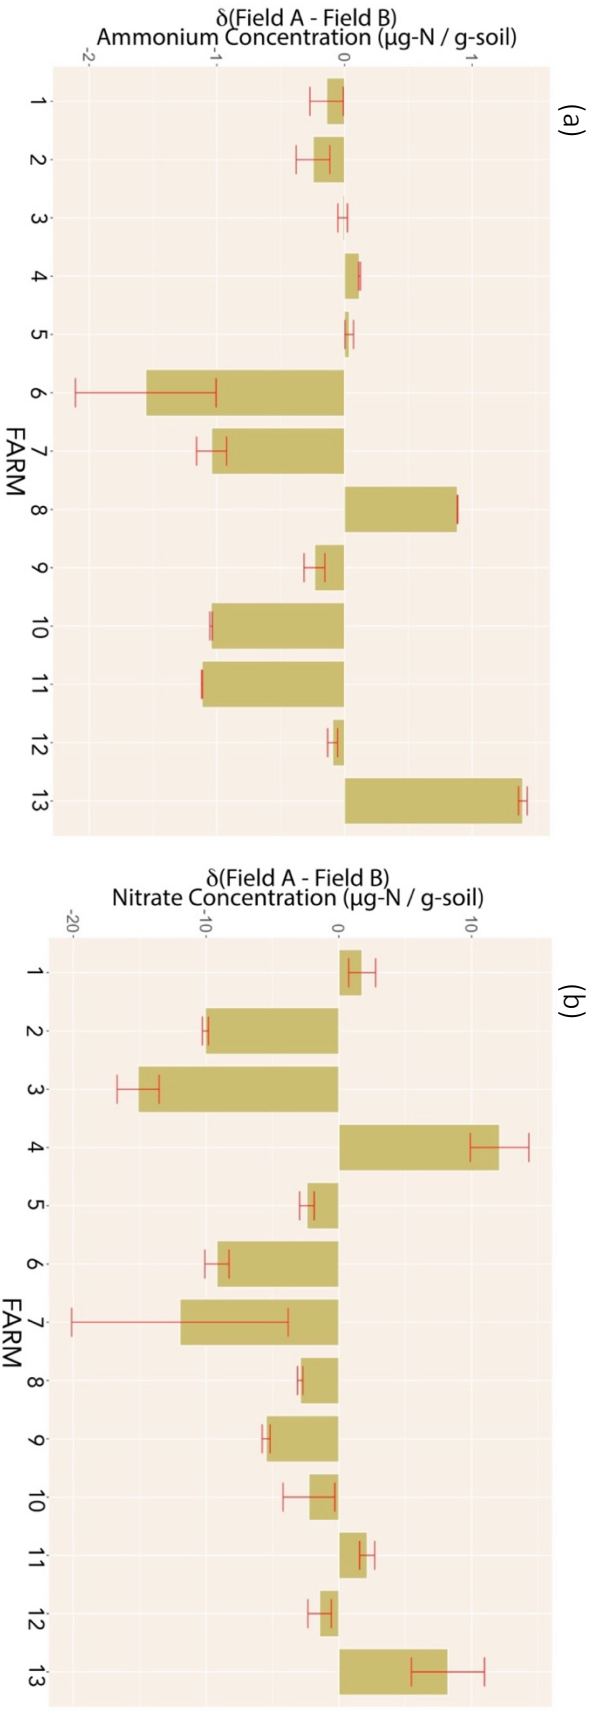 (a)
δ(Field A - Field B)
Ammonium Concentration (µg-N / g-soil)
1
0
-1
-2
1 2 3 4 5 6 7 8 9 10 11 12 13
FARM
(b)
δ(Field A - Field B)
Nitrate Concentration (µg-N / g-soil)
10
0
-10
-20
1 2 3 4 5 6 7 8 9 10 11 12 13
FARM